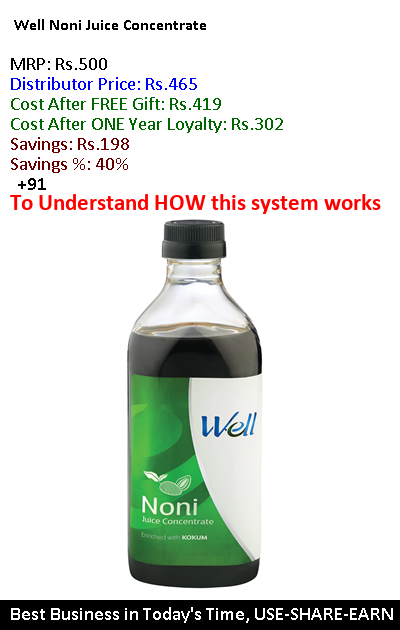 Well Noni Juice Concentrate
MRP: Rs.500
Distributor Price: Rs.465
Cost After FREE Gift: Rs.419
Cost After ONE Year Loyalty: Rs.302
Savings: Rs.198
Savings %: 40%
+91
To Understand HOW this system works
Well
Noni
Juice Concentrate
Enriched with KOKUM
Best Business in Today's Time, USE-SHARE-EARN